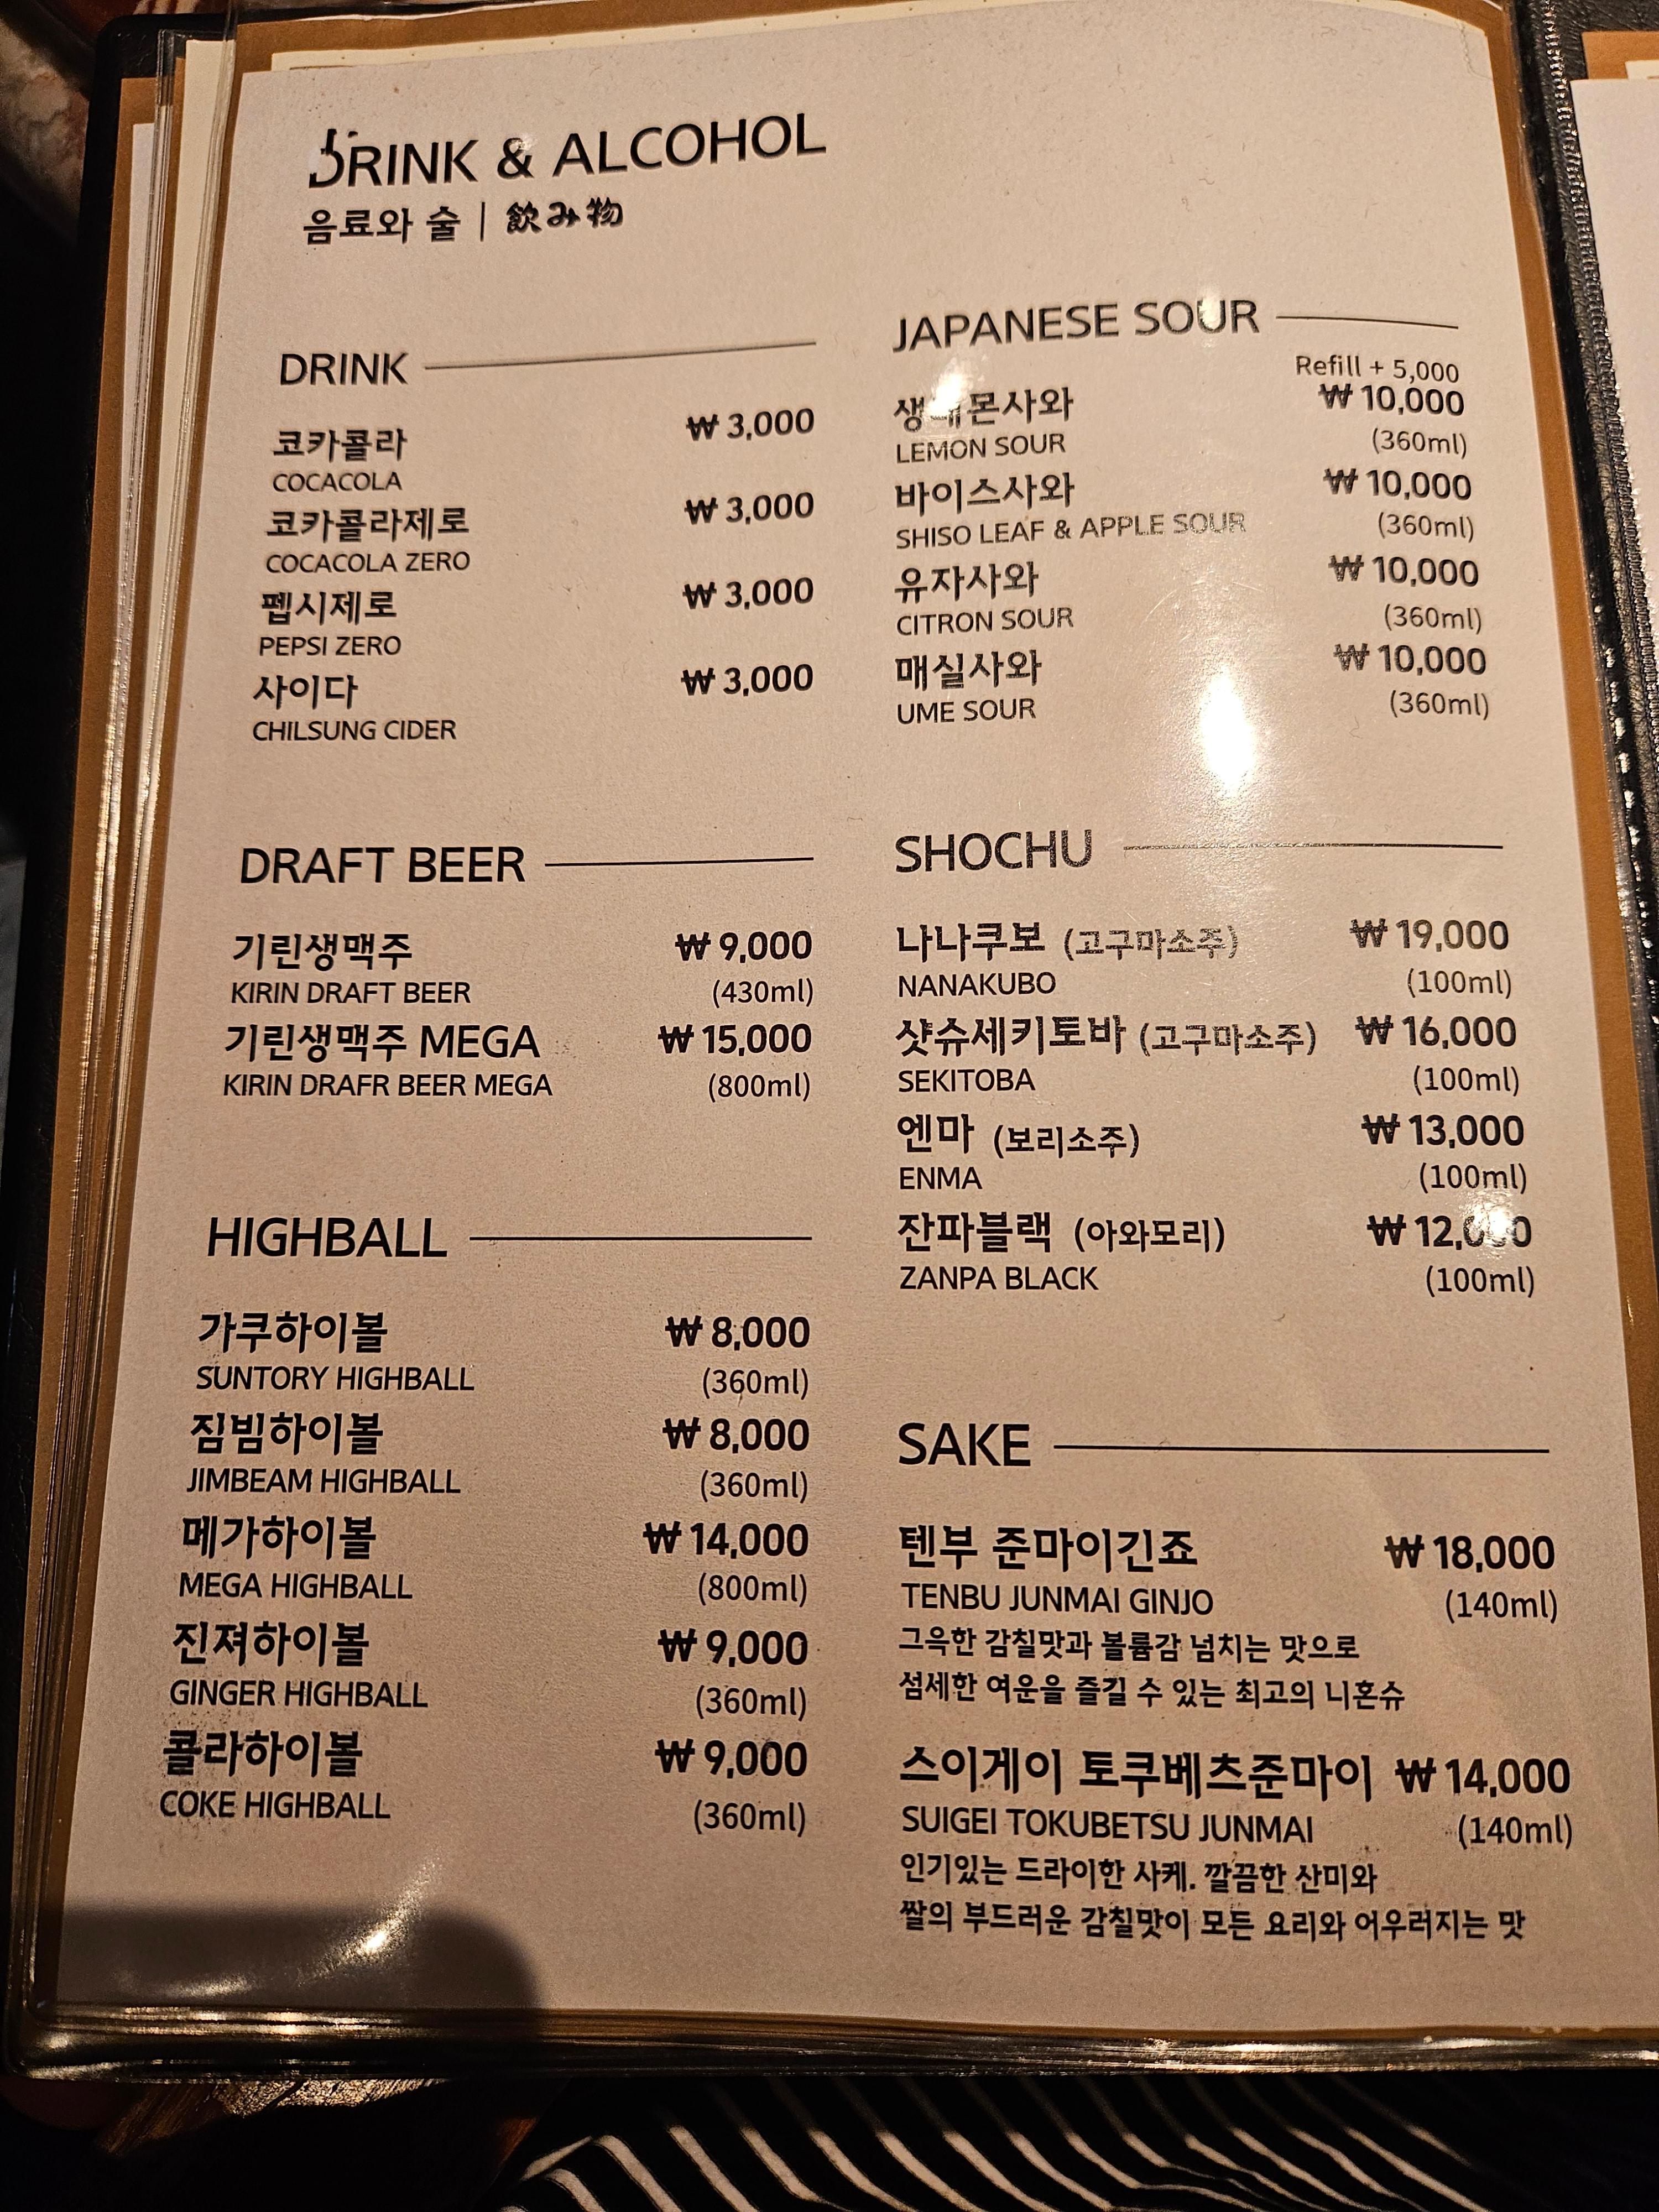 DRINK & ALCOHOL
음료와 술 | 飲み物
DRINK
코카콜라 ₩ 3,000
COCACOLA
코카콜라제로 ₩ 3,000
COCACOLA ZERO
펩시제로 ₩ 3,000
PEPSI ZERO
사이다 ₩ 3,000
CHILSUNG CIDER
DRAFT BEER
기린생맥주 ₩ 9,000
KIRIN DRAFT BEER (430ml)
기린생맥주 MEGA ₩ 15,000
KIRIN DRAFR BEER MEGA (800ml)
HIGHBALL
가쿠하이볼 ₩ 8,000
SUNTORY HIGHBALL (360ml)
짐빔하이볼 ₩ 8,000
JIMBEAM HIGHBALL (360ml)
메가하이볼 ₩ 14,000
MEGA HIGHBALL (800ml)
진져하이볼 ₩ 9,000
GINGER HIGHBALL (360ml)
콜라하이볼 ₩ 9,000
COKE HIGHBALL (360ml)
JAPANESE SOUR
Refill + 5,000
생레몬사와 ₩ 10,000
LEMON SOUR (360ml)
바이스사와 ₩ 10,000
SHISO LEAF & APPLE SOUR (360ml)
유자사와 ₩ 10,000
CITRON SOUR (360ml)
매실사와 ₩ 10,000
UME SOUR (360ml)
SHOCHU
나나쿠보 (고구마소주) ₩ 19,000
NANAKUBO (100ml)
샷슈세키토바 (고구마소주) ₩ 16,000
SEKITOBA (100ml)
엔마 (보리소주) ₩ 13,000
ENMA (100ml)
잔파블랙 (아와모리) ₩ 12,000
ZANPA BLACK (100ml)
SAKE
텐부 준마이긴죠 ₩ 18,000
TENBU JUNMAI GINJO (140ml)
그윽한 감칠맛과 볼륨감 넘치는 맛으로
섬세한 여운을 즐길 수 있는 최고의 니혼슈
스이게이 토쿠베츠준마이 ₩ 14,000
SUIGEI TOKUBETSU JUNMAI (140ml)
인기있는 드라이한 사케. 깔끔한 산미와
쌀의 부드러운 감칠맛이 모든 요리와 어우러지는 맛